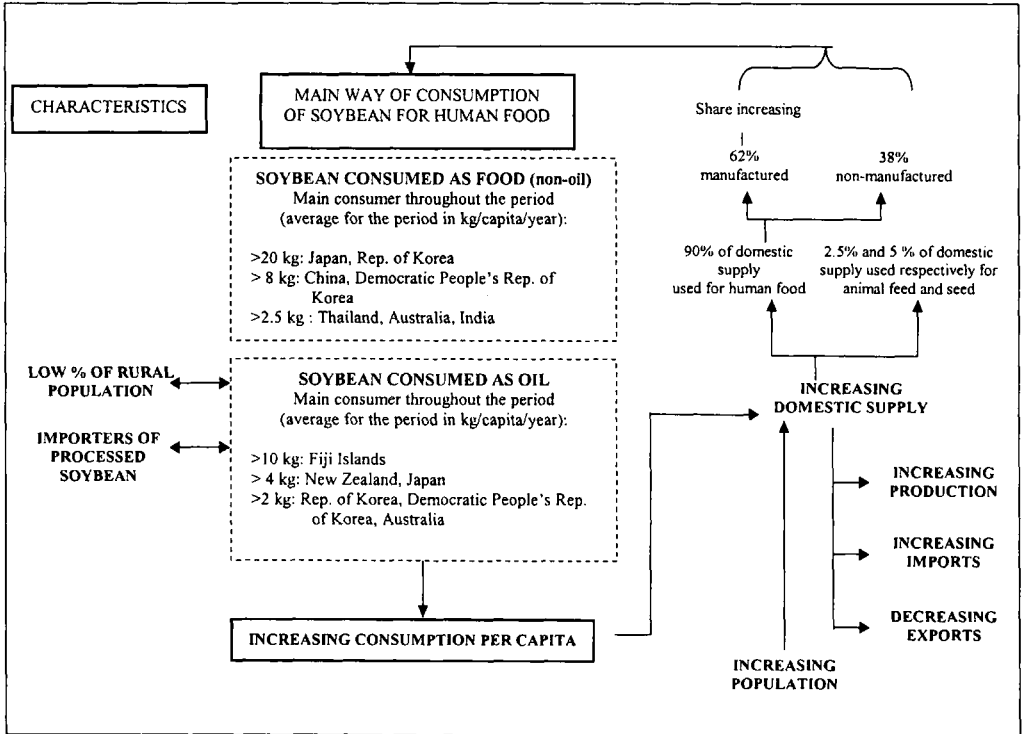 CHARACTERISTICS
MAIN WAY OF CONSUMPTION
OF SOYBEAN FOR HUMAN FOOD
SOYBEAN CONSUMED AS FOOD (non-oil)
Main consumer throughout the period
(average for the period in kg/capita/year):
>20 kg: Japan, Rep. of Korea
> 8 kg: China, Democratic People's Rep. of
Korea
>2.5 kg : Thailand, Australia, India
LOW % OF RURAL
POPULATION
IMPORTERS OF
PROCESSED
SOYBEAN
SOYBEAN CONSUMED AS OIL
Main consumer throughout the period
(average for the period in kg/capita/year):
>10 kg: Fiji Islands
> 4 kg: New Zealand, Japan
>2 kg: Rep. of Korea, Democratic People's Rep.
of Korea, Australia
INCREASING CONSUMPTION PER CAPITA
Share increasing
62%
manufactured
38%
non-manufactured
90% of domestic
supply
used for human food
2.5% and 5 % of domestic
supply used respectively for
animal feed and seed
INCREASING
DOMESTIC SUPPLY
INCREASING
PRODUCTION
INCREASING
IMPORTS
DECREASING
EXPORTS
INCREASING
POPULATION